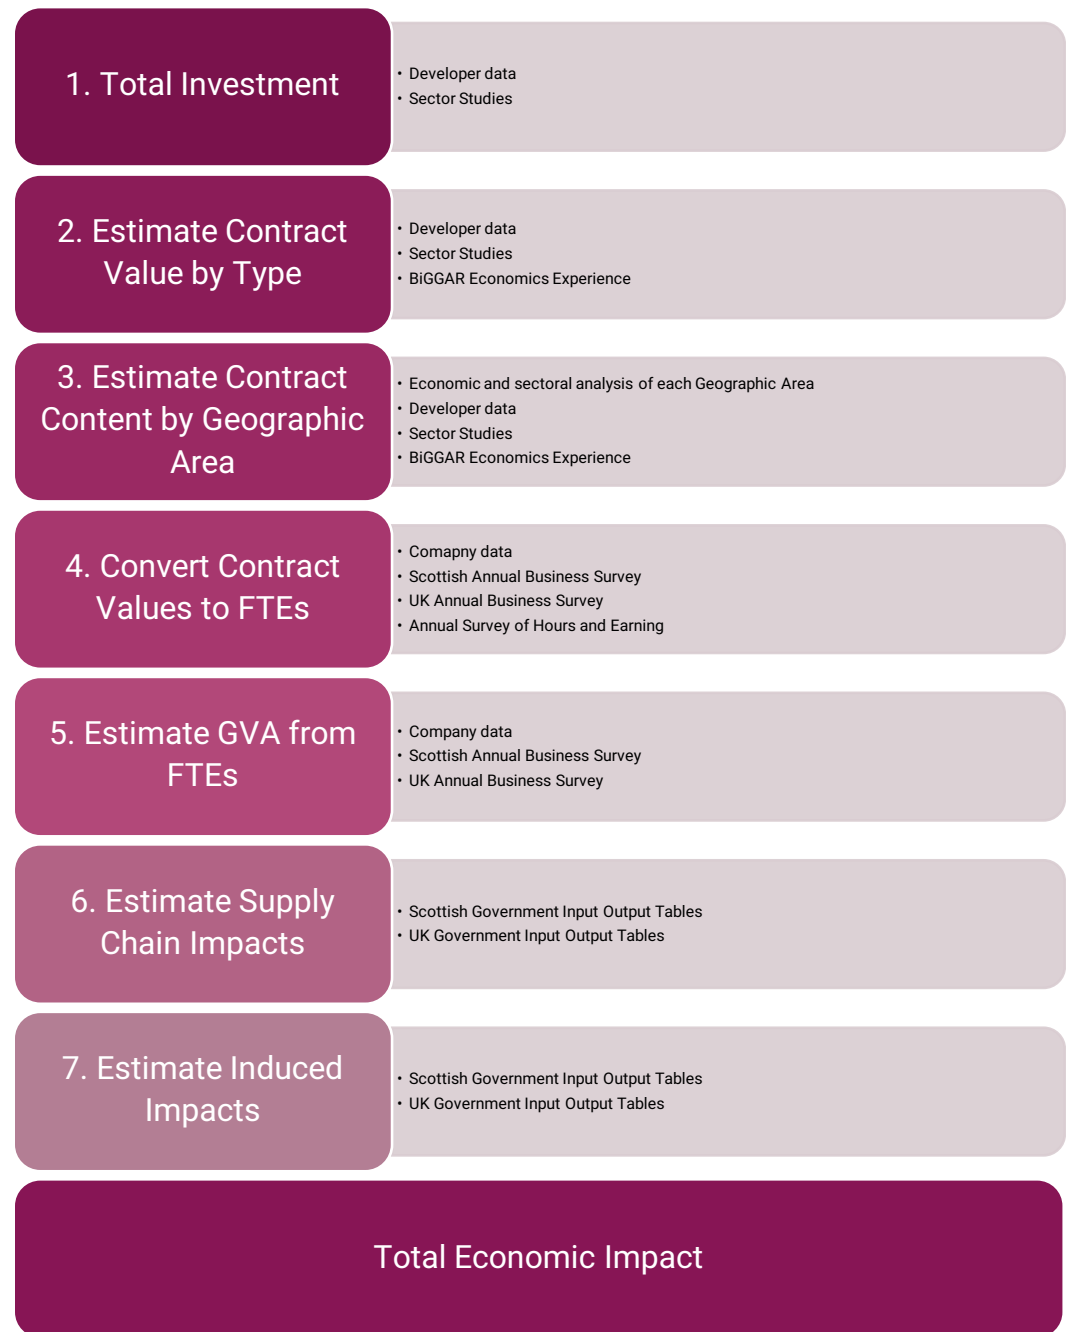 1. Total Investment
• Developer data
• Sector Studies
2. Estimate Contract
Value by Type
• Developer data
• Sector Studies
• BiGGAR Economics Experience
3. Estimate Contract
Content by Geographic
Area
• Economic and sectoral analysis of each Geographic Area
• Developer data
• Sector Studies
• BiGGAR Economics Experience
4. Convert Contract
Values to FTEs
• Comapny data
• Scottish Annual Business Survey
• UK Annual Business Survey
• Annual Survey of Hours and Earning
5. Estimate GVA from
FTEs
• Company data
• Scottish Annual Business Survey
• UK Annual Business Survey
6. Estimate Supply
Chain Impacts
• Scottish Government Input Output Tables
• UK Government Input Output Tables
7. Estimate Induced
Impacts
• Scottish Government Input Output Tables
• UK Government Input Output Tables
Total Economic Impact